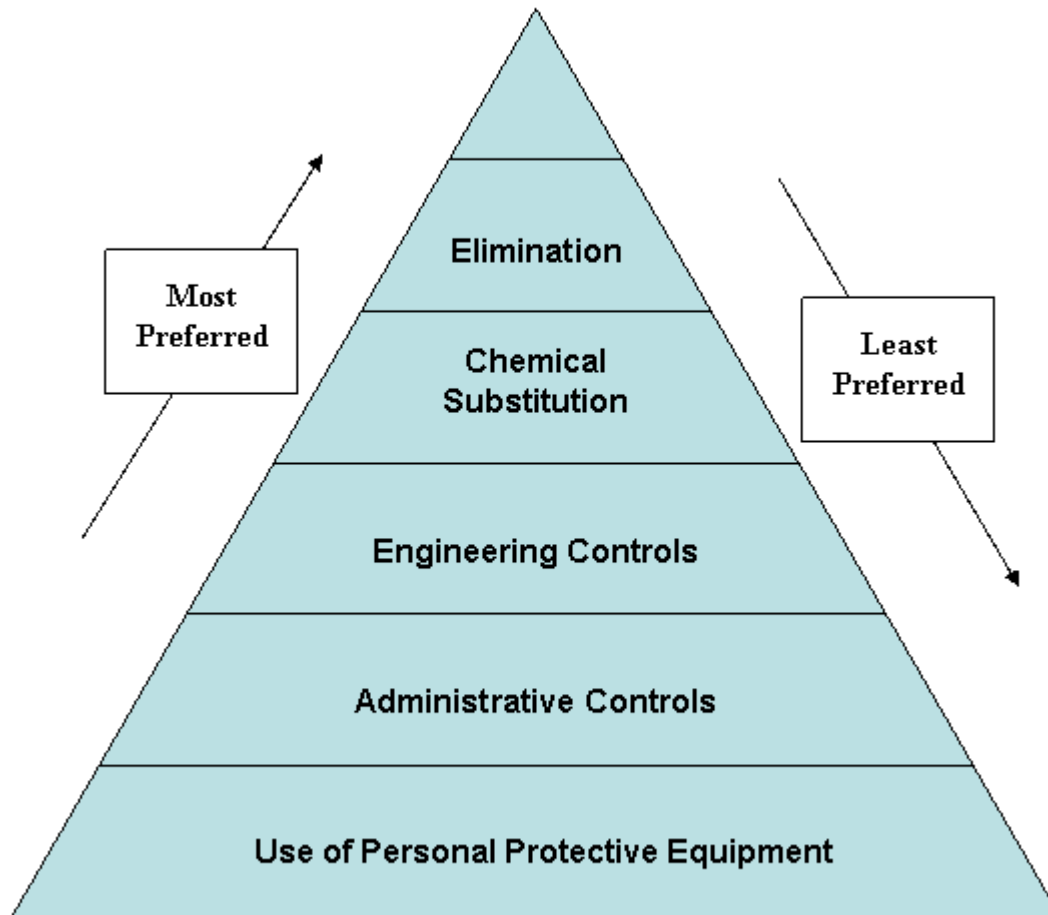 Elimination
Most
Preferred
Least
Preferred
Chemical
Substitution
Engineering Controls
Administrative Controls
Use of Personal Protective Equipment